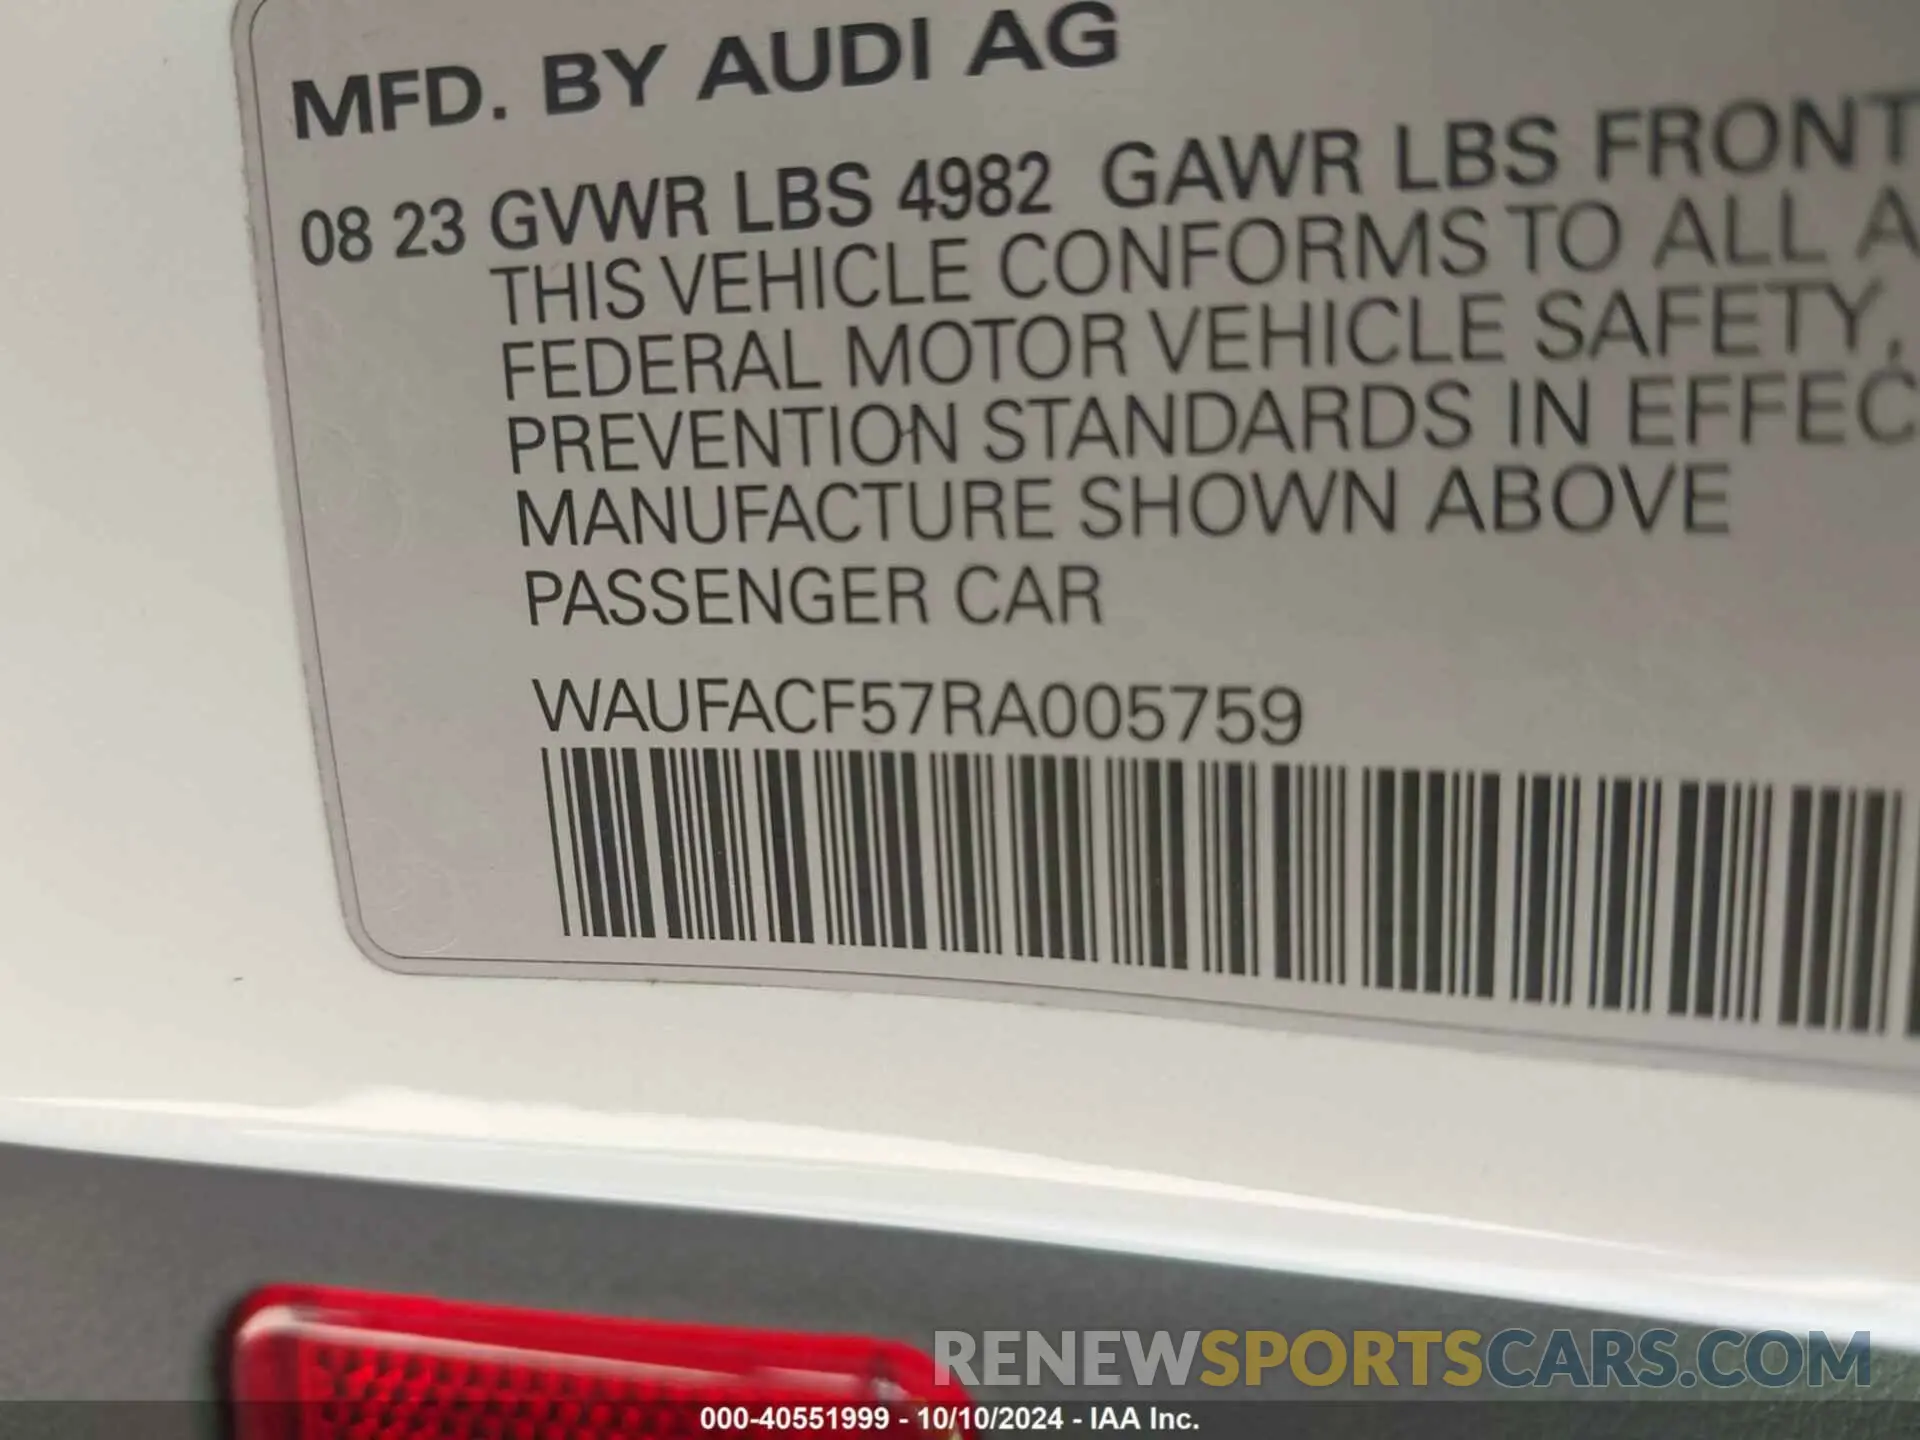 MFD. BY AUDI AG
08 23 GVWR LBS 4982 GAWR LBS FRONT
THIS VEHICLE CONFORMS TO ALL A
FEDERAL MOTOR VEHICLE SAFETY,
PREVENTION STANDARDS IN EFFEC
MANUFACTURE SHOWN ABOVE
PASSENGER CAR
WAUFACF57RA005759
RENEWSPORTSCARS.COM
000-40551999 - 10/10/2024 - IAA Inc.